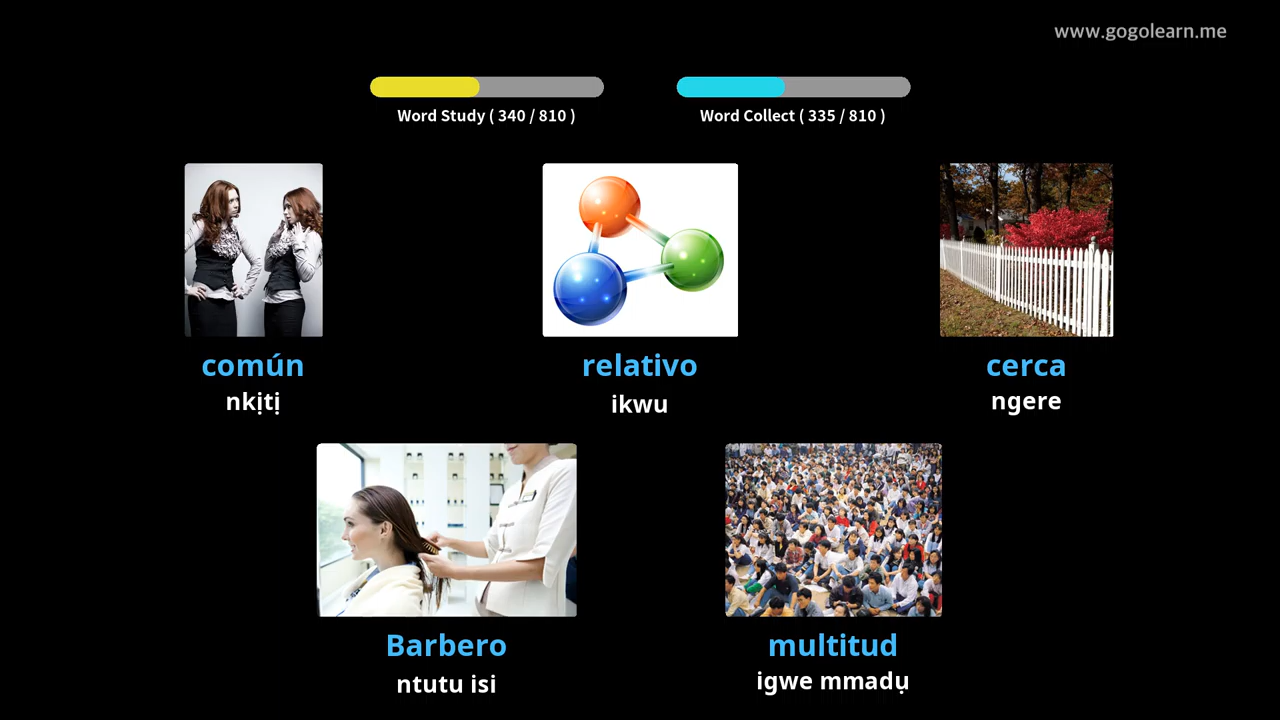 www.gogolearn.me
Word Study ( 340 / 810 )
Word Collect ( 335 / 810 )
común
nkịtị
relativo
ikwu
cerca
ngere
Barbero
ntutu isi
multitud
igwe mmadụ